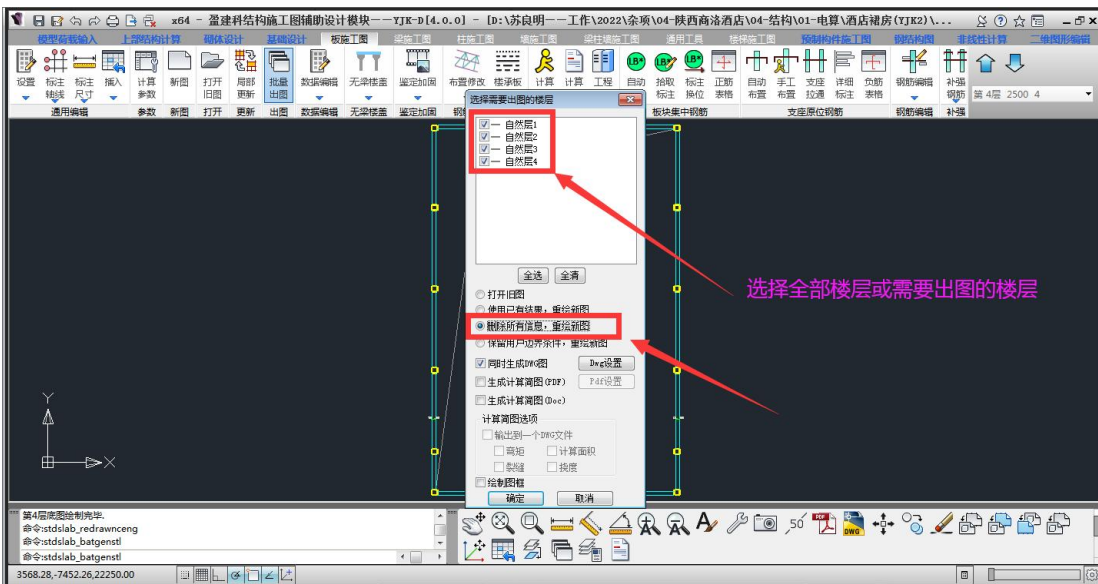 x64 - 盈建科结构施工图辅助设计模块--YJK-D[4.0.0] - [D:\苏良明--工作\2022\杂项\04-陕西商洛酒店\04-结构\01-电算\酒店裙房(YJK2)\...
模型荷载输入 上部结构计算 砌体设计 基础设计 板施工图 梁施工图 柱施工图 墙施工图 梁柱墙施工图 通用工具 楼梯施工图 预制构件施工图 钢结构图 非线性计算 二维图形编辑
设置 标注轴线 标注尺寸 插入 计算参数 新图 打开旧图 局部更新 批量出图 数据编辑 无梁楼盖 鉴定加固 布置修改 楼承板 计算 计算 工程 自动 拾取标注 标注换位 正筋表格 自动布置 手工布置 支座拉通 详细标注 负筋表格 钢筋编辑 补强钢筋 第 4层 2500 4
通用编辑 参数 新图 打开 更新 出图 数据编辑 无梁楼盖 鉴定加固 板块集中钢筋 支座原位钢筋 钢筋编辑 补强
选择需要出图的楼层
自然层1
自然层2
自然层3
自然层4
全选 全清
打开旧图
使用已有结果,重绘新图
删除所有信息,重绘新图
保留用户边界条件,重绘新图
同时生成DWG图 Dwg设置
生成计算简图(PDF) Pdf设置
生成计算简图(Doc)
计算简图选项
输出到一个DWG文件
弯矩 计算面积
裂缝 挠度
绘制图框
确定 取消
选择全部楼层或需要出图的楼层
Y
X
第4层底图绘制完毕.
命令:stdslab_redrawnceng
命令:stdslab_batgenstl
命令:stdslab_batgenstl
50 PDF DWG
3568.28,-7452.26,22250.00